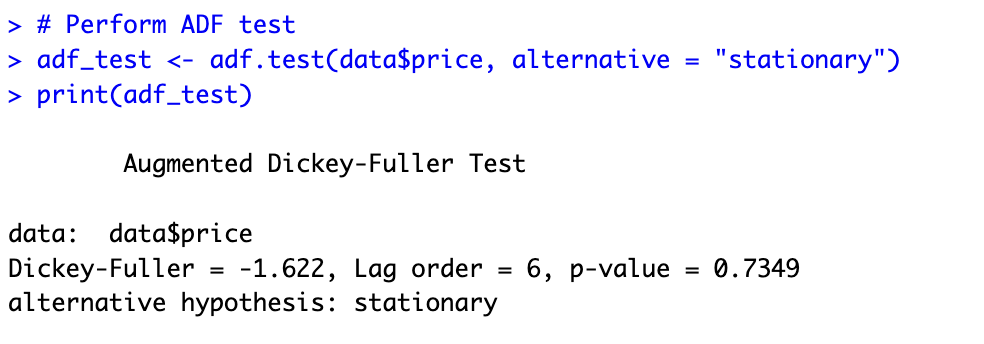 > # Perform ADF test
> adf_test <- adf.test(data$price, alternative = "stationary")
> print(adf_test)
Augmented Dickey-Fuller Test
data:  data$price
Dickey-Fuller = -1.622, Lag order = 6, p-value = 0.7349
alternative hypothesis: stationary